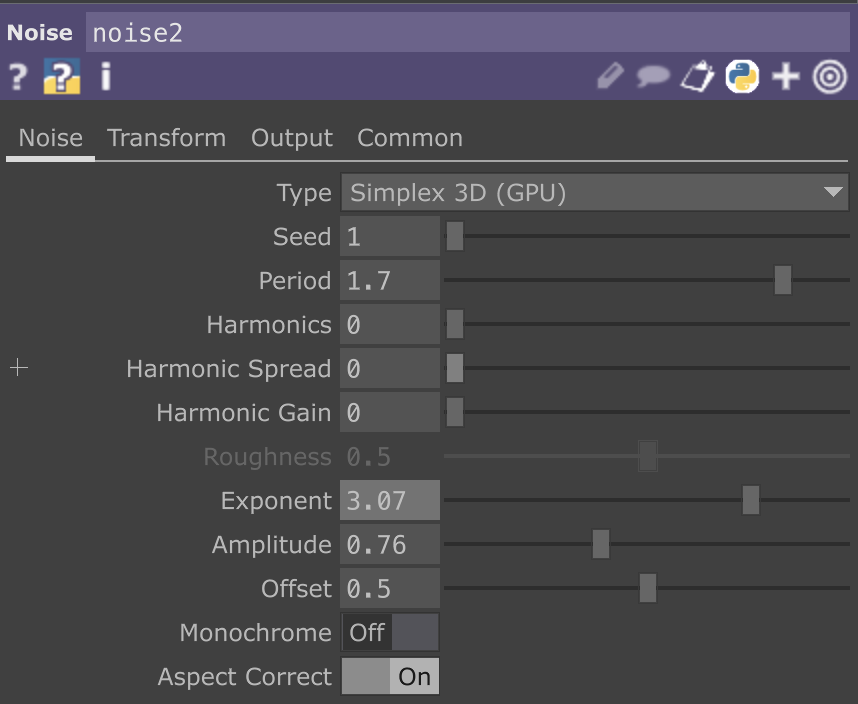 Noise noise2
? ? i
Noise Transform Output Common
Type Simplex 3D (GPU)
Seed 1
Period 1.7
Harmonics 0
Harmonic Spread 0
Harmonic Gain 0
Roughness 0.5
Exponent 3.07
Amplitude 0.76
Offset 0.5
Monochrome Off
Aspect Correct On